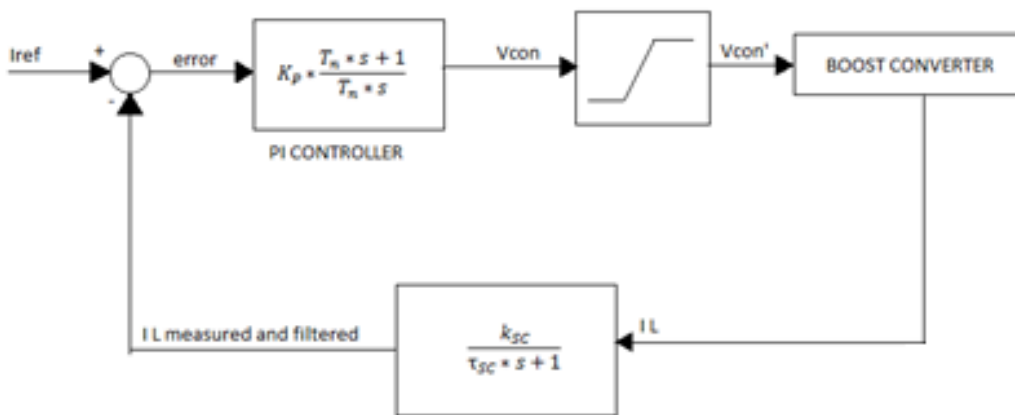 Iref
+
-
error
K_P * (T_n * s + 1) / (T_n * s)
PI CONTROLLER
Vcon
Vcon'
BOOST CONVERTER
I L
k_SC / (τ_SC * s + 1)
I L measured and filtered